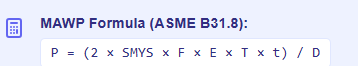 MAWP Formula (ASME B31.8):
P = (2 × SMYS × F × E × T × t) / D